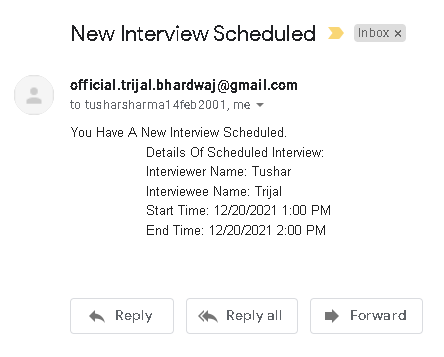 New Interview Scheduled Inbox ×
official.trijal.bhardwaj@gmail.com
to tusharsharma14feb2001, me
You Have A New Interview Scheduled.
Details Of Scheduled Interview:
Interviewer Name: Tushar
Interviewee Name: Trijal
Start Time: 12/20/2021 1:00 PM
End Time: 12/20/2021 2:00 PM
Reply Reply all Forward